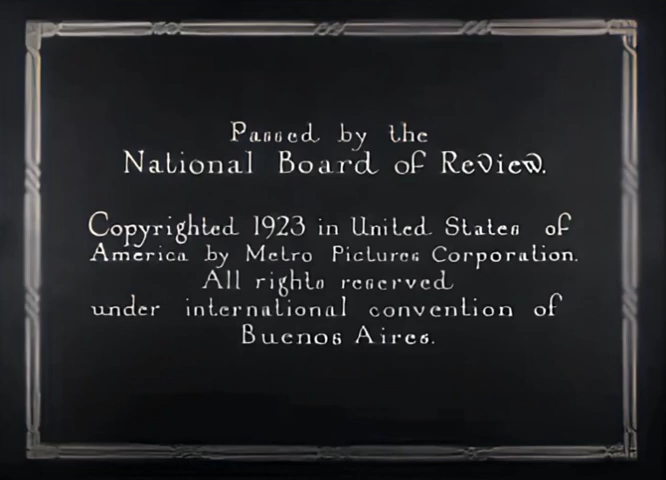 Passed by the
National Board of Review.
Copyrighted 1923 in United States of
America by Metro Pictures Corporation.
All rights reserved
under international convention of
Buenos Aires.